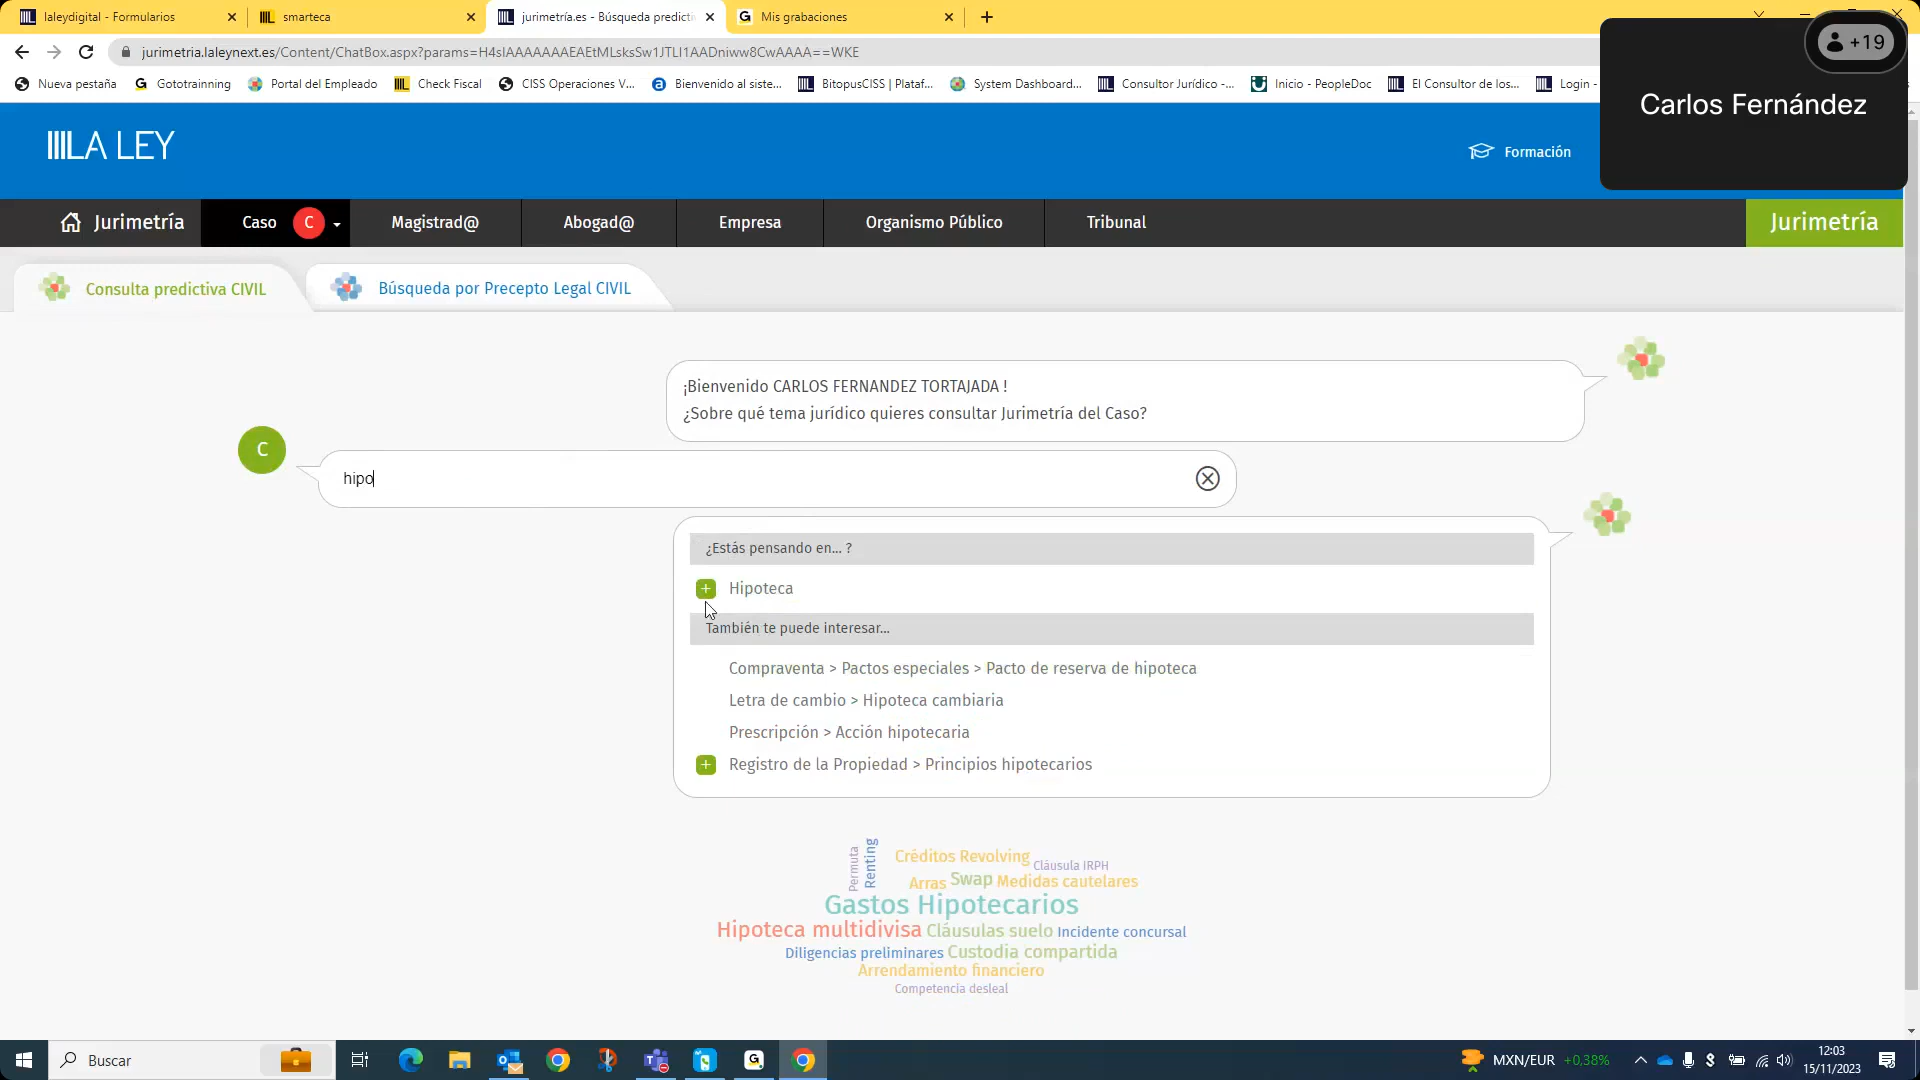 laleydigital - Formularios
smarteca
jurimetría.es - Búsqueda predicti
Mis grabaciones
jurimetria.laleynext.es/Content/ChatBox.aspx?params=H4sIAAAAAAAEAEtMLsksSw1JTLI1AADniww8CwAAAA==WKE
Nueva pestaña
Gototrainning
Portal del Empleado
Check Fiscal
CISS Operaciones V...
Bienvenido al siste...
BitopusCISS | Plataf...
System Dashboard...
Consultor Jurídico -...
Inicio - PeopleDoc
El Consultor de los...
Login -
+19
Carlos Fernández
LA LEY
Formación
Jurimetría
Caso
C
Magistrad@
Abogad@
Empresa
Organismo Público
Tribunal
Jurimetría
Consulta predictiva CIVIL
Búsqueda por Precepto Legal CIVIL
¡Bienvenido CARLOS FERNANDEZ TORTAJADA !
¿Sobre qué tema jurídico quieres consultar Jurimetría del Caso?
C
hipo
¿Estás pensando en... ?
Hipoteca
También te puede interesar...
Compraventa > Pactos especiales > Pacto de reserva de hipoteca
Letra de cambio > Hipoteca cambiaria
Prescripción > Acción hipotecaria
Registro de la Propiedad > Principios hipotecarios
Permuta
Renting
Créditos Revolving
Cláusula IRPH
Arras
Swap
Medidas cautelares
Gastos Hipotecarios
Hipoteca multidivisa
Cláusulas suelo
Incidente concursal
Diligencias preliminares
Custodia compartida
Arrendamiento financiero
Competencia desleal
Buscar
MXN/EUR +0,38%
12:03
15/11/2023